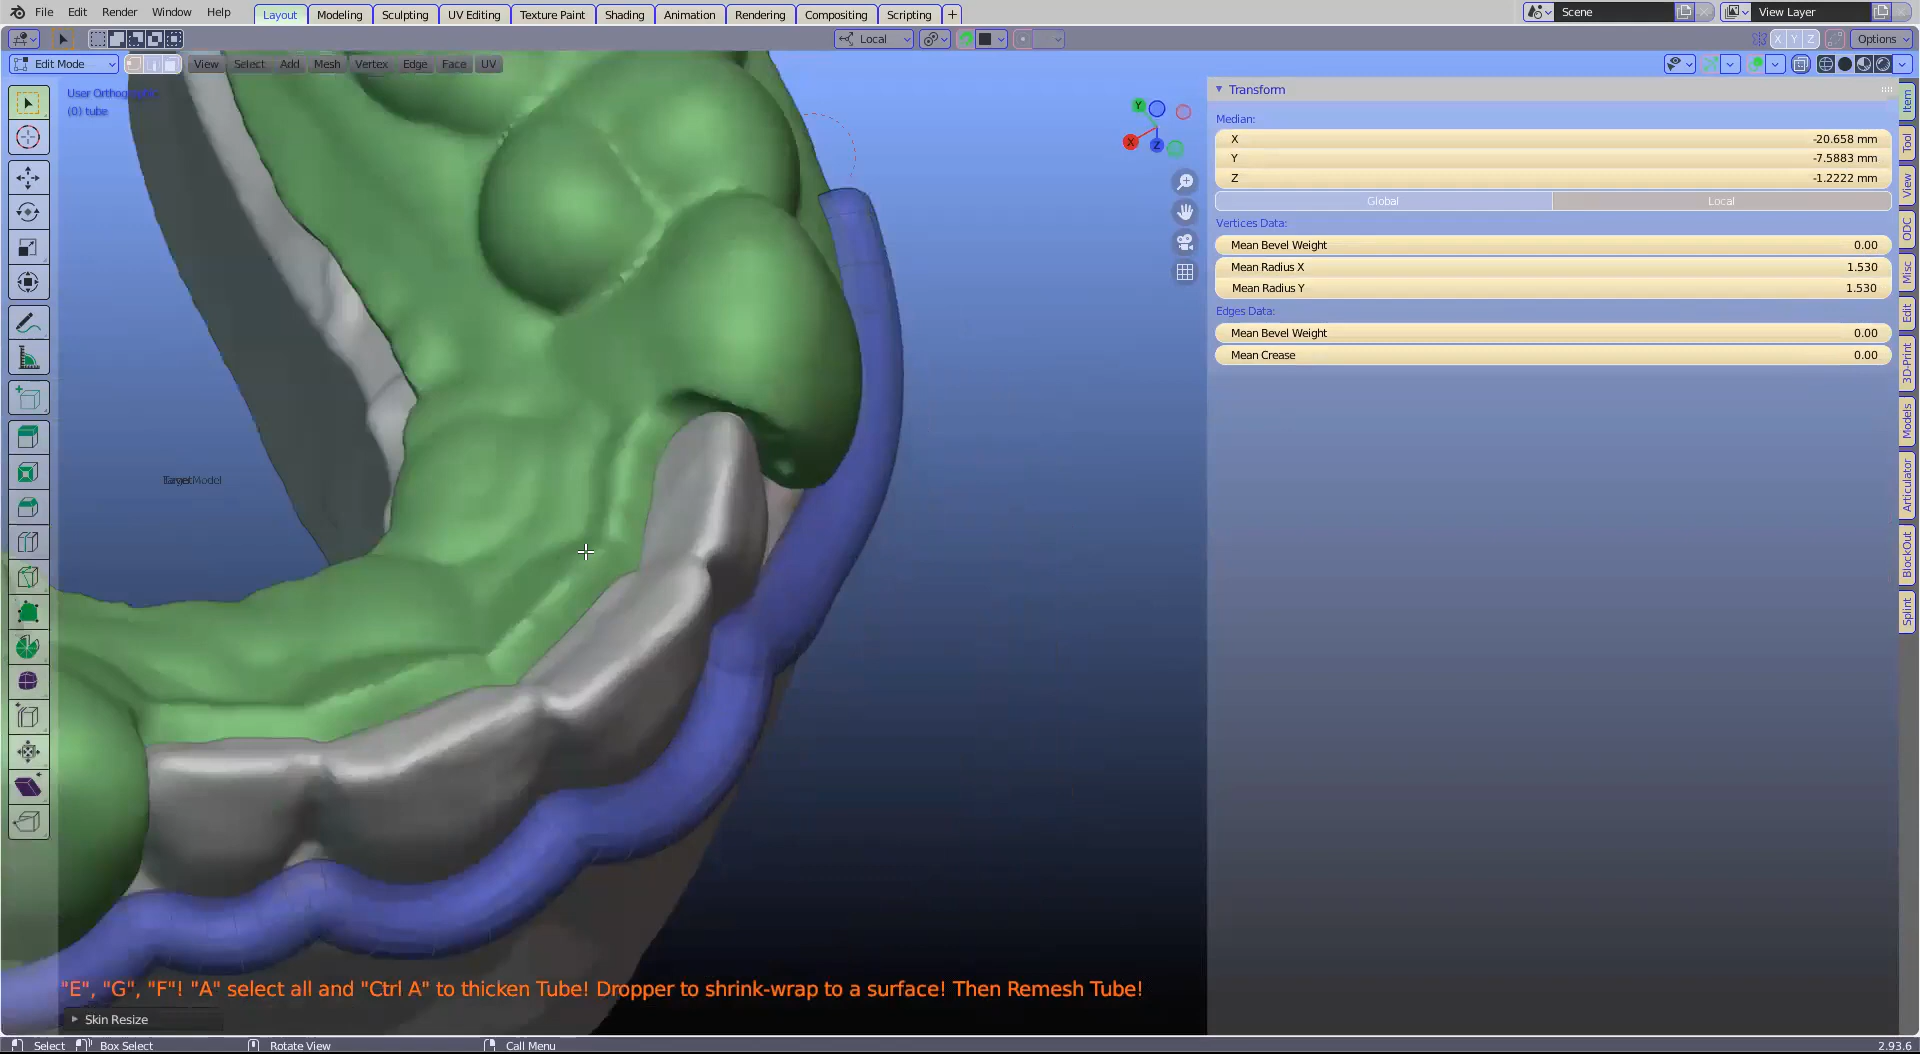 File Edit Render Window Help Layout Modeling Sculpting UV Editing Texture Paint Shading Animation Rendering Compositing Scripting + Scene View Layer
Local X Y Z Options
Edit Mode View Select Add Mesh Vertex Edge Face UV
(0) tube
Transform
Median:
X -20.658 mm
Y -7.5883 mm
Z -1.2222 mm
Global Local
Vertices Data:
Mean Bevel Weight 0.00
Mean Radius X 1.530
Mean Radius Y 1.530
Edges Data:
Mean Bevel Weight 0.00
Mean Crease 0.00
Item
Tool
View
ODC
Misc
Edit
3D-Print
Models
Articulator
BlockOut
Splint
Y
X
Z
Model
"E", "G", "F"! "A" select all and "Ctrl A" to thicken Tube! Dropper to shrink-wrap to a surface! Then Remesh Tube!
Skin Resize
Select Box Select Rotate View Call Menu 2.93.6